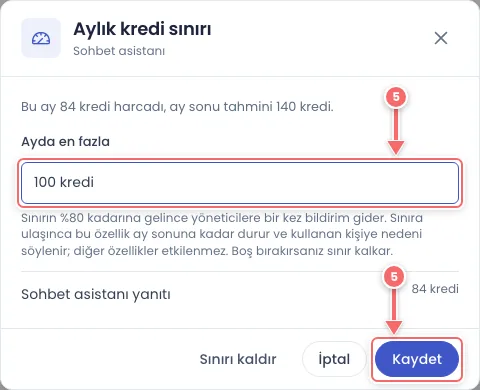 Aylık kredi sınırı
Sohbet asistanı
Bu ay 84 kredi harcadı, ay sonu tahmini 140 kredi.
5
Ayda en fazla
100 kredi
Sınırın %80 kadarına gelince yöneticilere bir kez bildirim gider. Sınıra
ulaşınca bu özellik ay sonuna kadar durur ve kullanan kişiye nedeni
söylenir; diğer özellikler etkilenmez. Boş bırakırsanız sınır kalkar.
5
Sohbet asistanı yanıtı
84 kredi
Sınırı kaldır
İptal
Kaydet